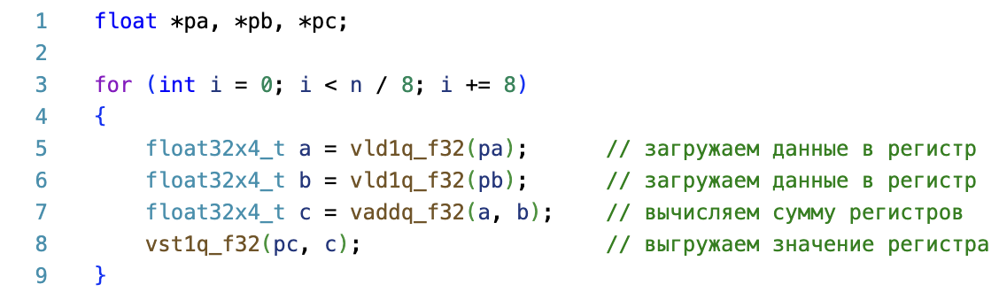 1 float *pa, *pb, *pc;
2
3 for (int i = 0; i < n / 8; i += 8)
4 {
5 float32x4_t a = vld1q_f32(pa); // загружаем данные в регистр
6 float32x4_t b = vld1q_f32(pb); // загружаем данные в регистр
7 float32x4_t c = vaddq_f32(a, b); // вычисляем сумму регистров
8 vst1q_f32(pc, c); // выгружаем значение регистра
9 }